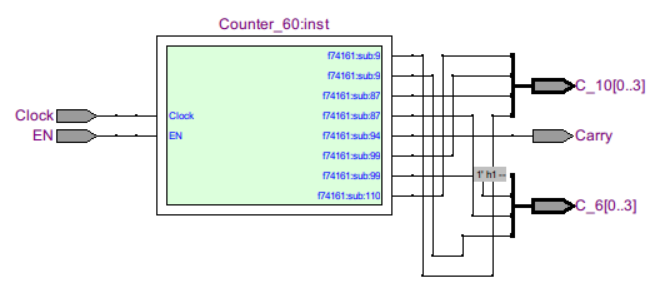 Counter_60:inst
f74161:sub:9
f74161:sub:9
f74161:sub:87
f74161:sub:87
f74161:sub:94
f74161:sub:99
f74161:sub:99
f74161:sub:110
Clock
EN
Clock
EN
C_10[0..3]
Carry
1' h1 --
C_6[0..3]